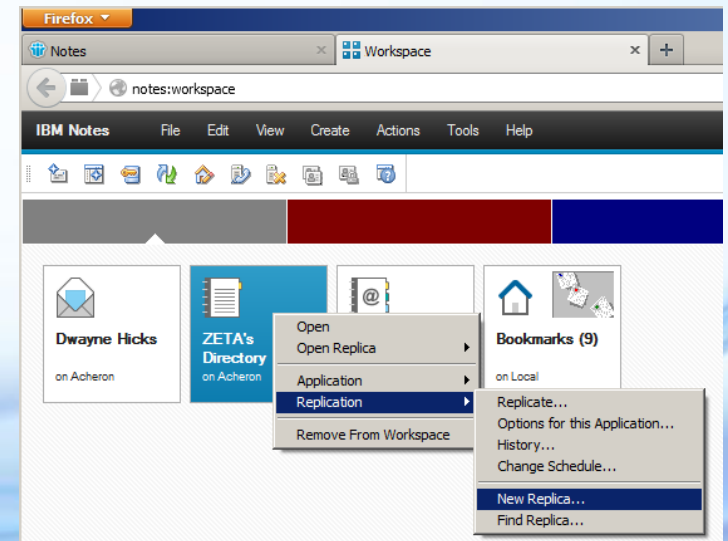 Firefox
Notes
Workspace
notes:workspace
IBM Notes File Edit View Create Actions Tools Help
Dwayne Hicks
on Acheron
ZETA's
Directory
on Acheron
@
Bookmarks (9)
on Local
Open
Open Replica
Application
Replication
Remove From Workspace
Replicate...
Options for this Application...
History...
Change Schedule...
New Replica...
Find Replica...